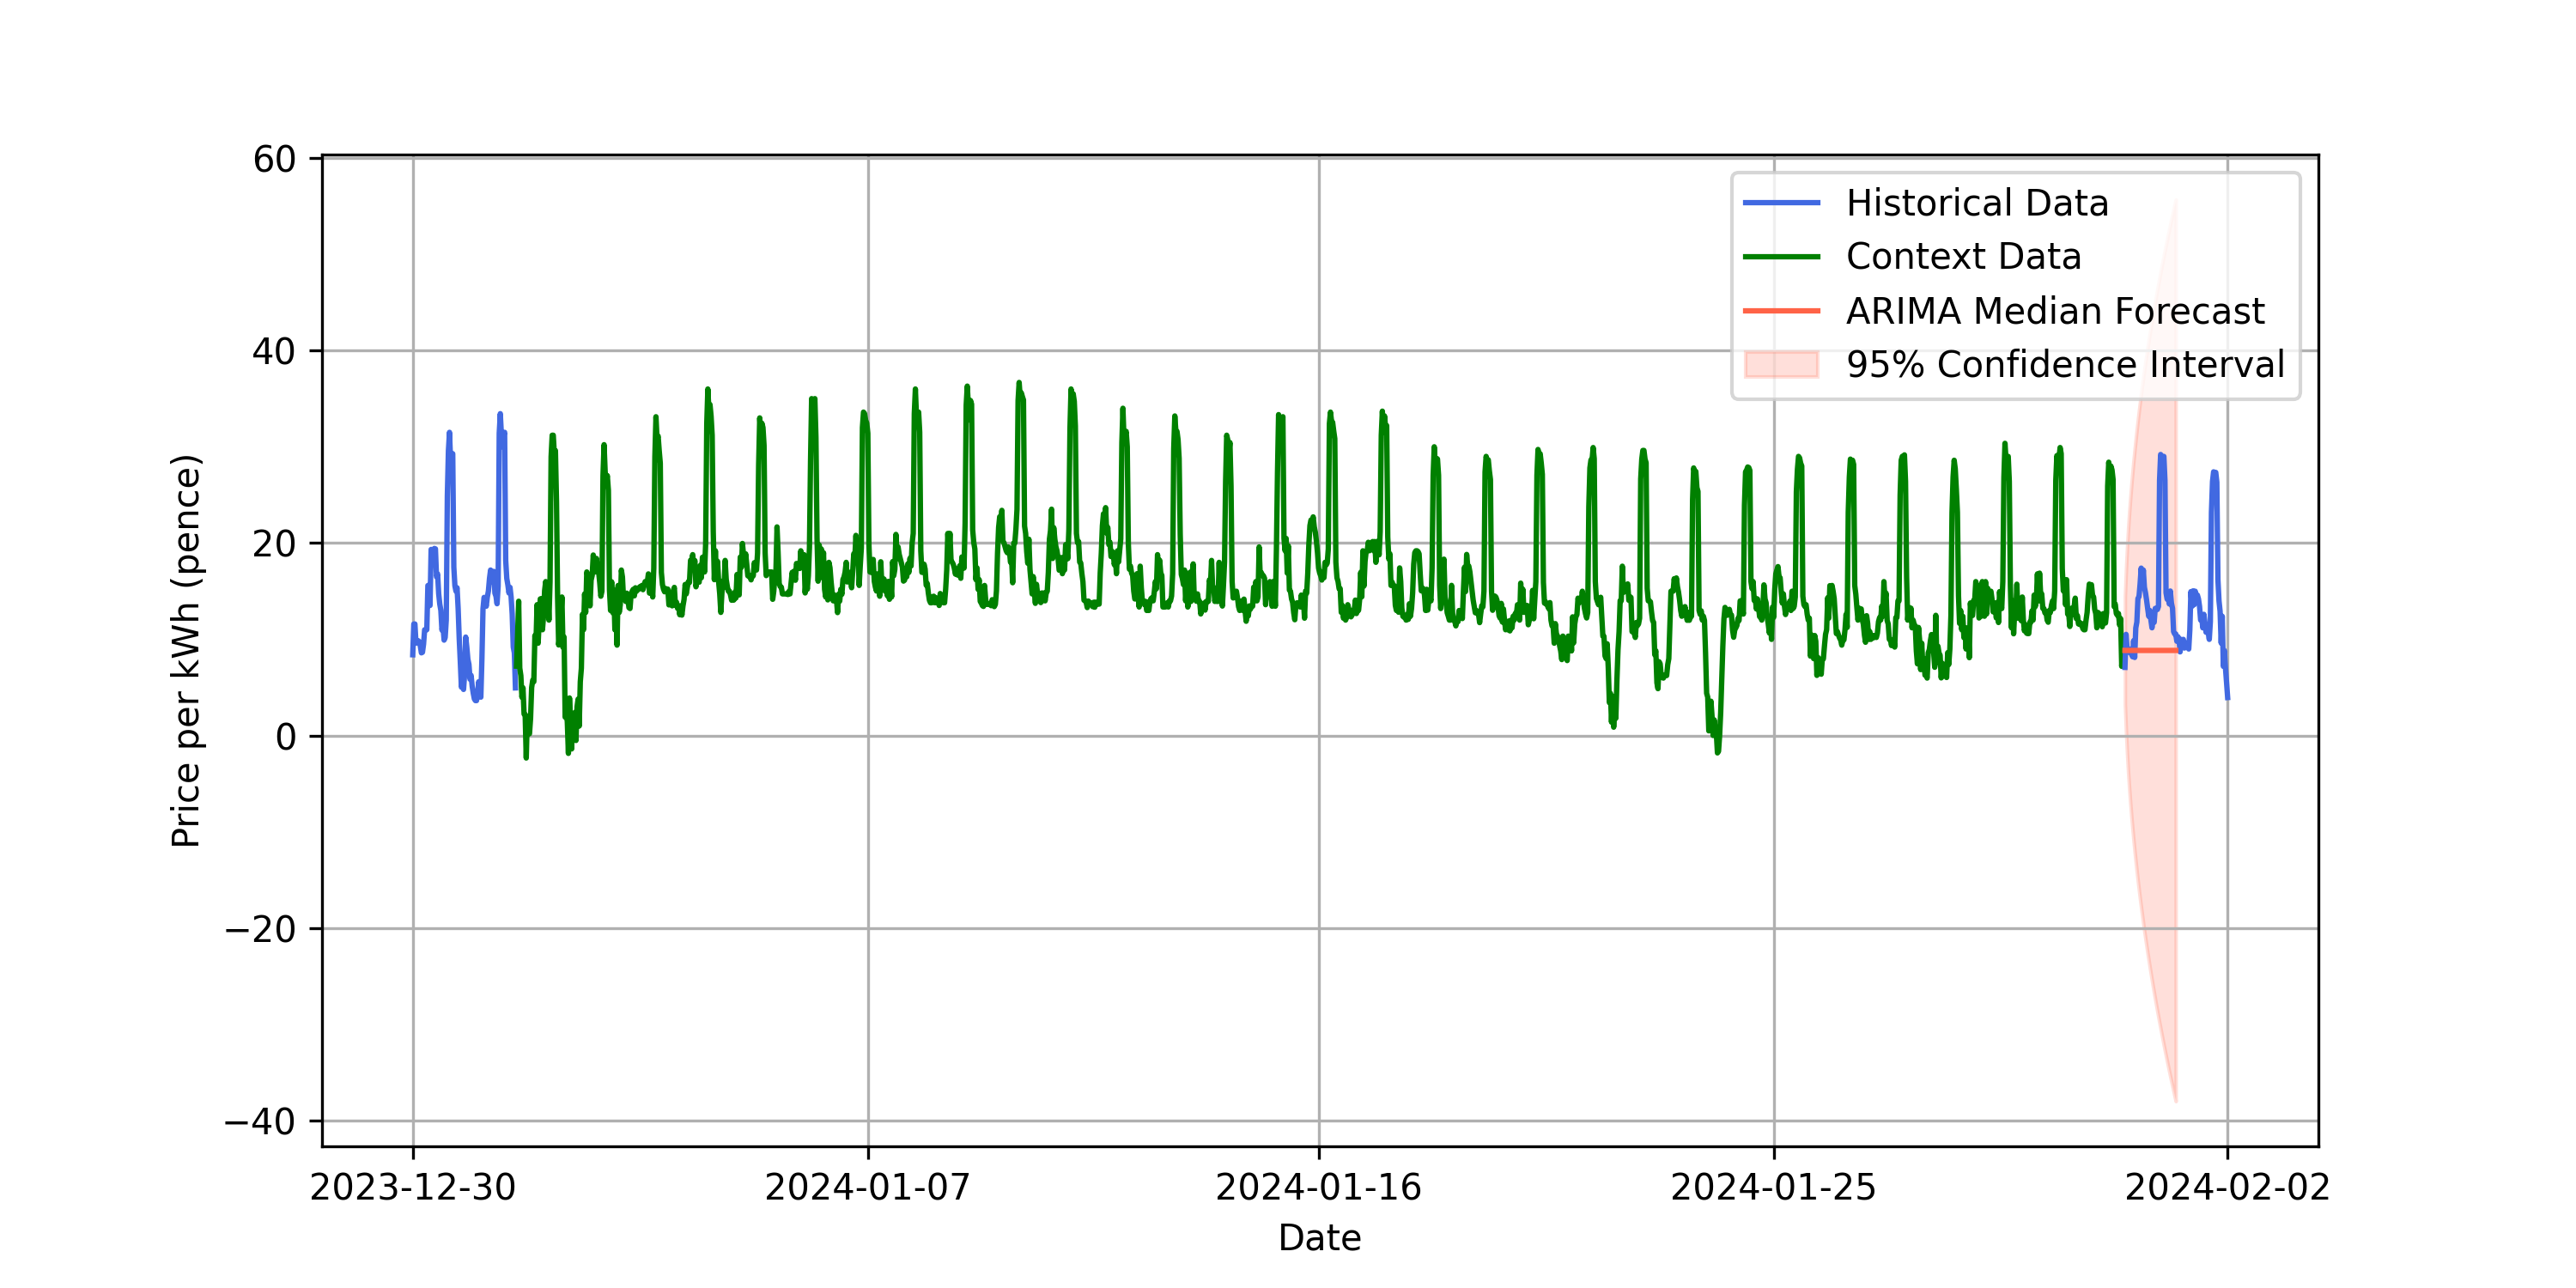 60
40
20
0
−20
−40
Price per kWh (pence)
Historical Data
Context Data
ARIMA Median Forecast
95% Confidence Interval
2023-12-30
2024-01-07
2024-01-16
2024-01-25
2024-02-02
Date